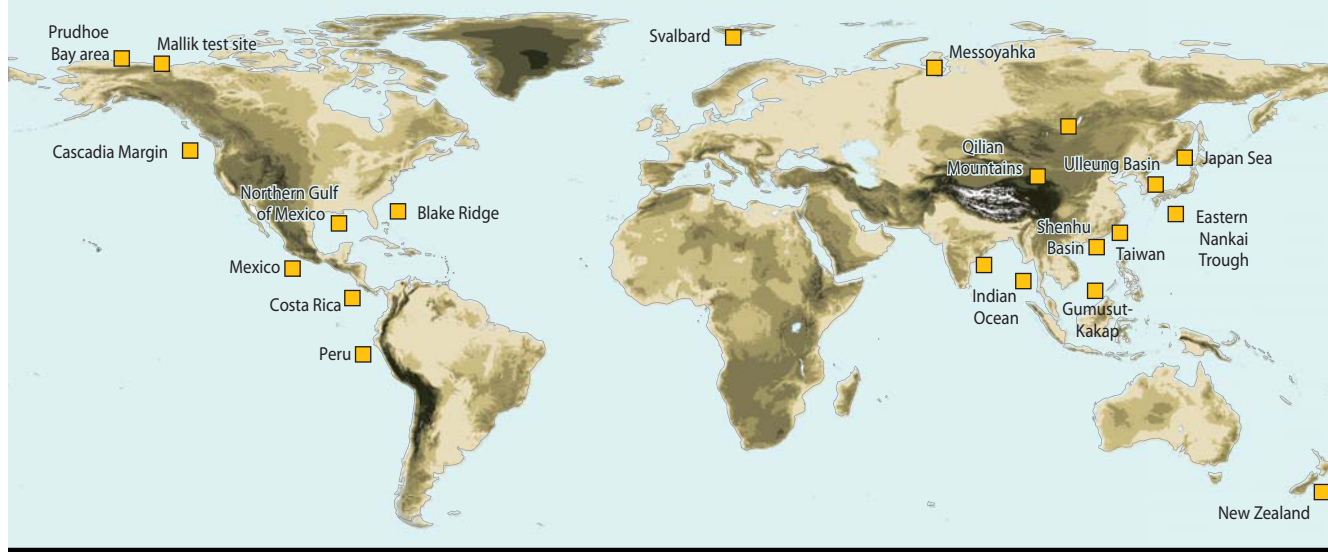 Prudhoe
Bay area
Mallik test site
Svalbard
Messoyahka
Cascadia Margin
Qilian
Mountains
Ulleung Basin
Japan Sea
Northern Gulf
of Mexico
Blake Ridge
Eastern
Nankai
Trough
Shenhu
Basin
Taiwan
Mexico
Costa Rica
Indian
Ocean
Gumusut-
Kakap
Peru
New Zealand